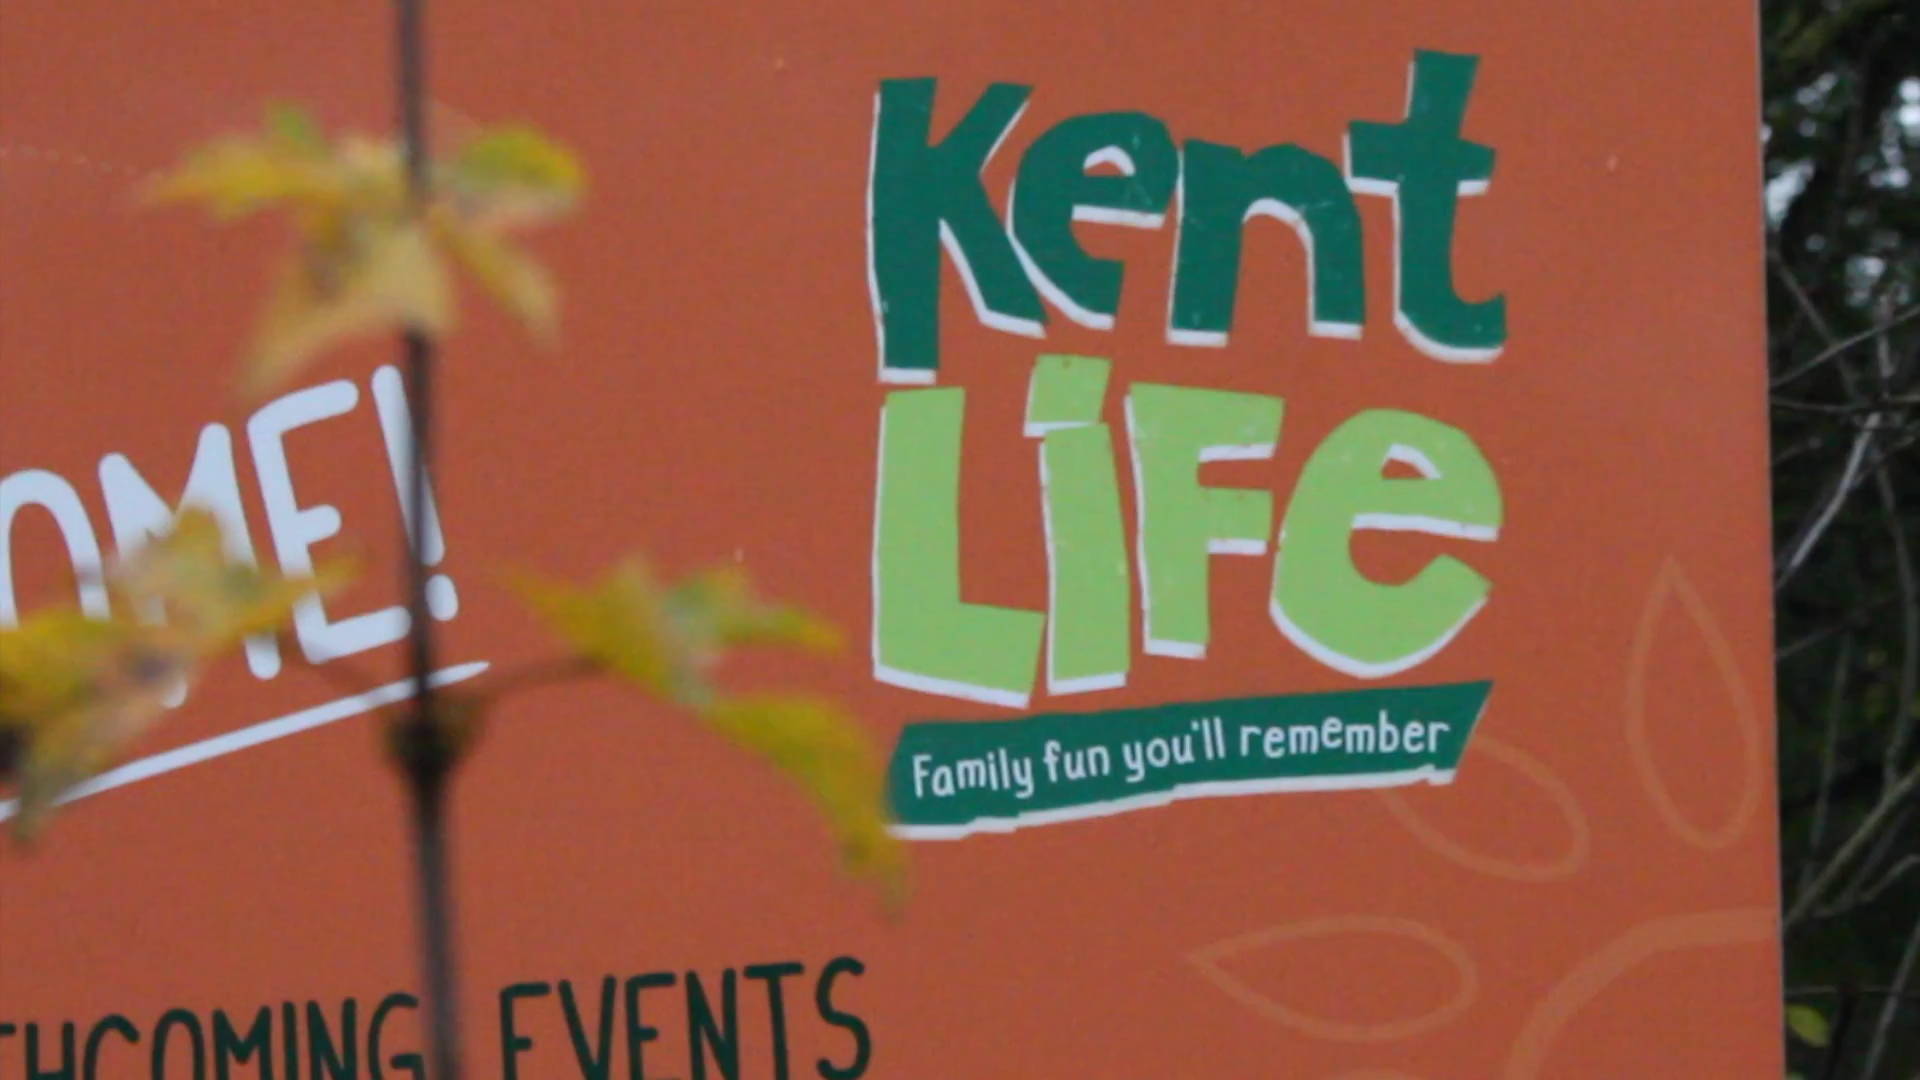 OME!
Kent
LiFe
Family fun you'll remember
THCOMING EVENTS